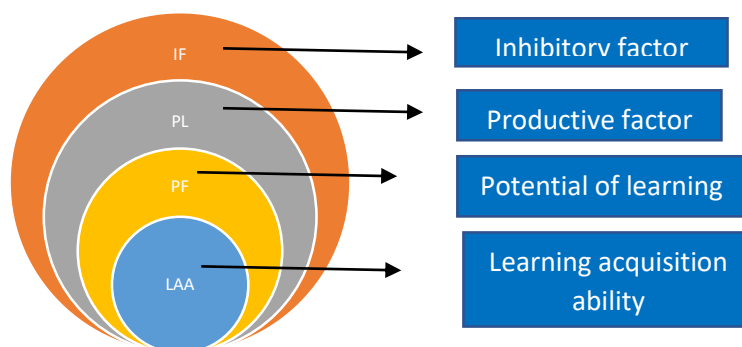 IF
Inhibitory factor
PL
Productive factor
PF
Potential of learning
LAA
Learning acquisition
ability